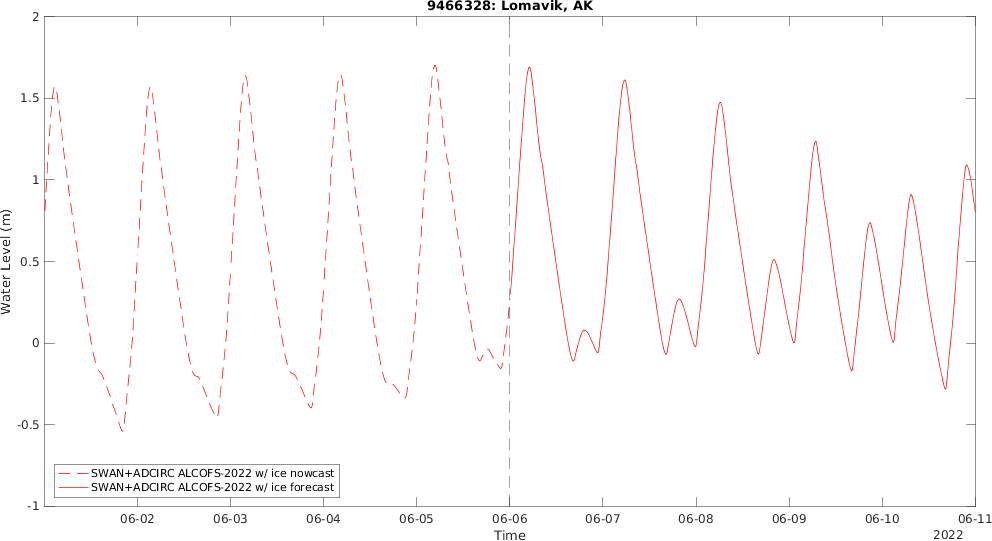 9466328: Lomavik, AK
2
1.5
1
0.5
0
-0.5
-1
Water Level (m)
SWAN+ADCIRC ALCOFS-2022 w/ ice nowcast
SWAN+ADCIRC ALCOFS-2022 w/ ice forecast
06-02 06-03 06-04 06-05 06-06 06-07 06-08 06-09 06-10 06-11
Time
2022